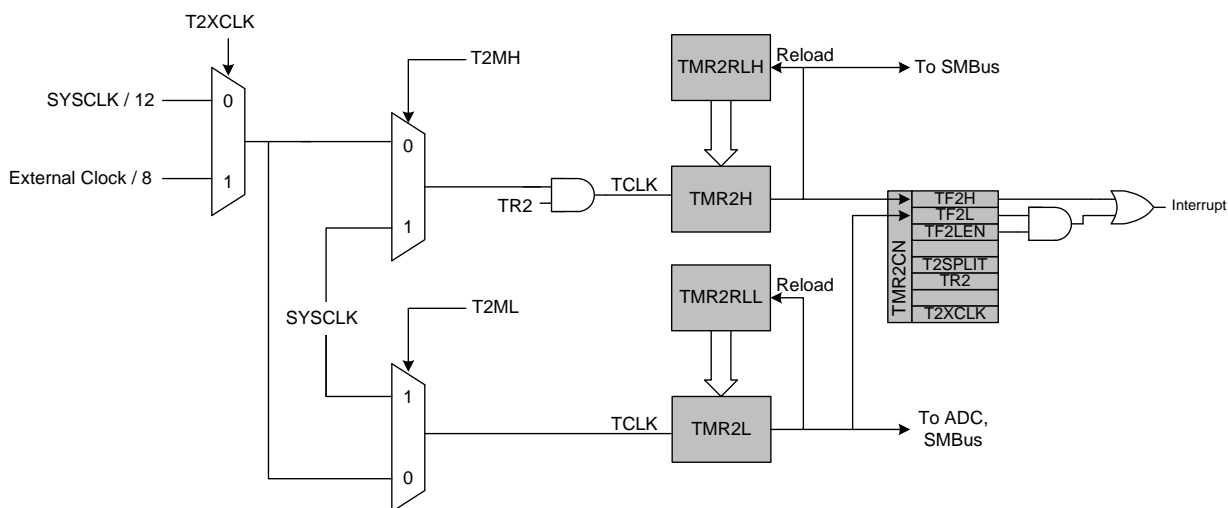 T2XCLK
SYSCLK / 12
0
External Clock / 8
1
T2MH
0
1
TR2
TCLK
TMR2RLH
Reload
To SMBus
TMR2H
SYSCLK
T2ML
1
0
TCLK
TMR2RLL
Reload
TMR2L
To ADC,
SMBus
TMR2CN
TF2H
TF2L
TF2LEN
T2SPLIT
TR2
T2XCLK
Interrupt